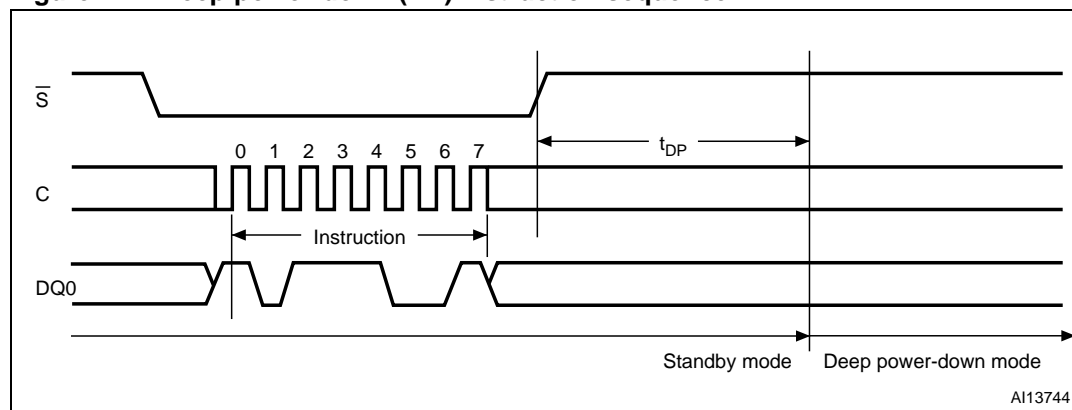 S
0 1 2 3 4 5 6 7
tDP
C
Instruction
DQ0
Standby mode Deep power-down mode
AI13744